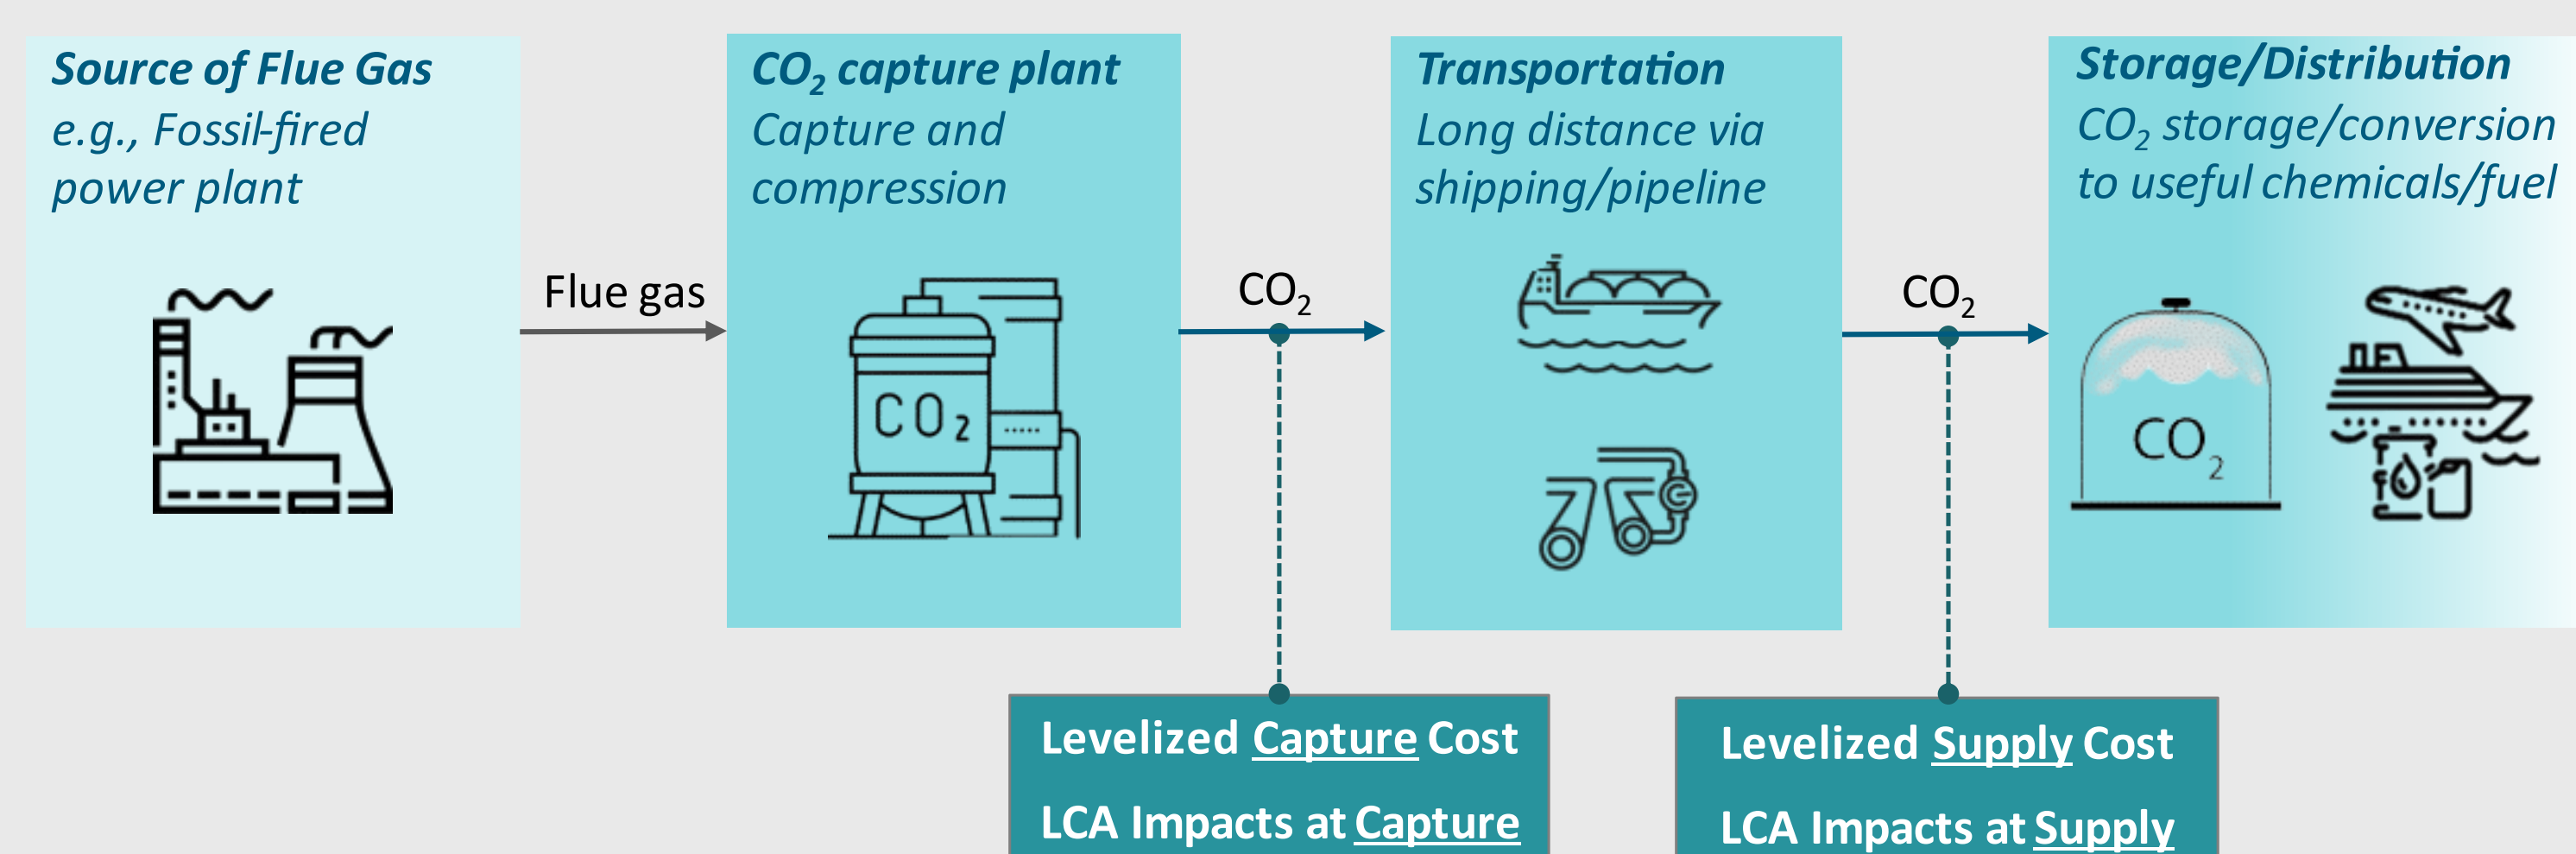 Source of Flue Gas
e.g., Fossil-fired
power plant
Flue gas
CO₂ capture plant
Capture and
compression
CO₂
CO₂
Transportation
Long distance via
shipping/pipeline
CO₂
Storage/Distribution
CO₂ storage/conversion
to useful chemicals/fuel
CO₂
Levelized Capture Cost
LCA Impacts at Capture
Levelized Supply Cost
LCA Impacts at Supply